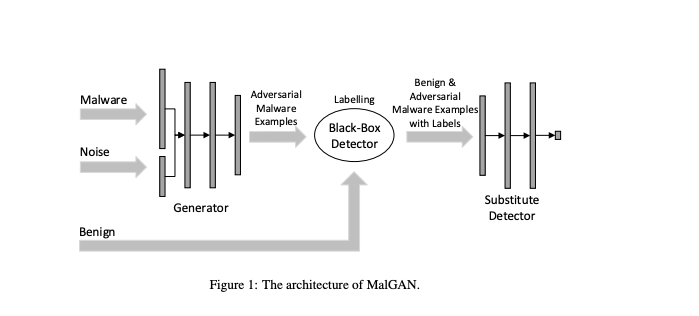 Malware
Noise
Benign
Generator
Adversarial
Malware
Examples
Labelling
Black-Box
Detector
Benign &
Adversarial
Malware Examples
with Labels
Substitute
Detector
Figure 1: The architecture of MalGAN.